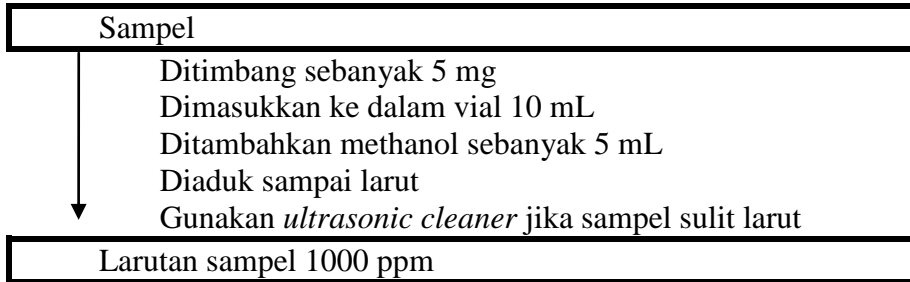 Sampel
Ditimbang sebanyak 5 mg
Dimasukkan ke dalam vial 10 mL
Ditambahkan methanol sebanyak 5 mL
Diaduk sampai larut
Gunakan ultrasonic cleaner jika sampel sulit larut
Larutan sampel 1000 ppm